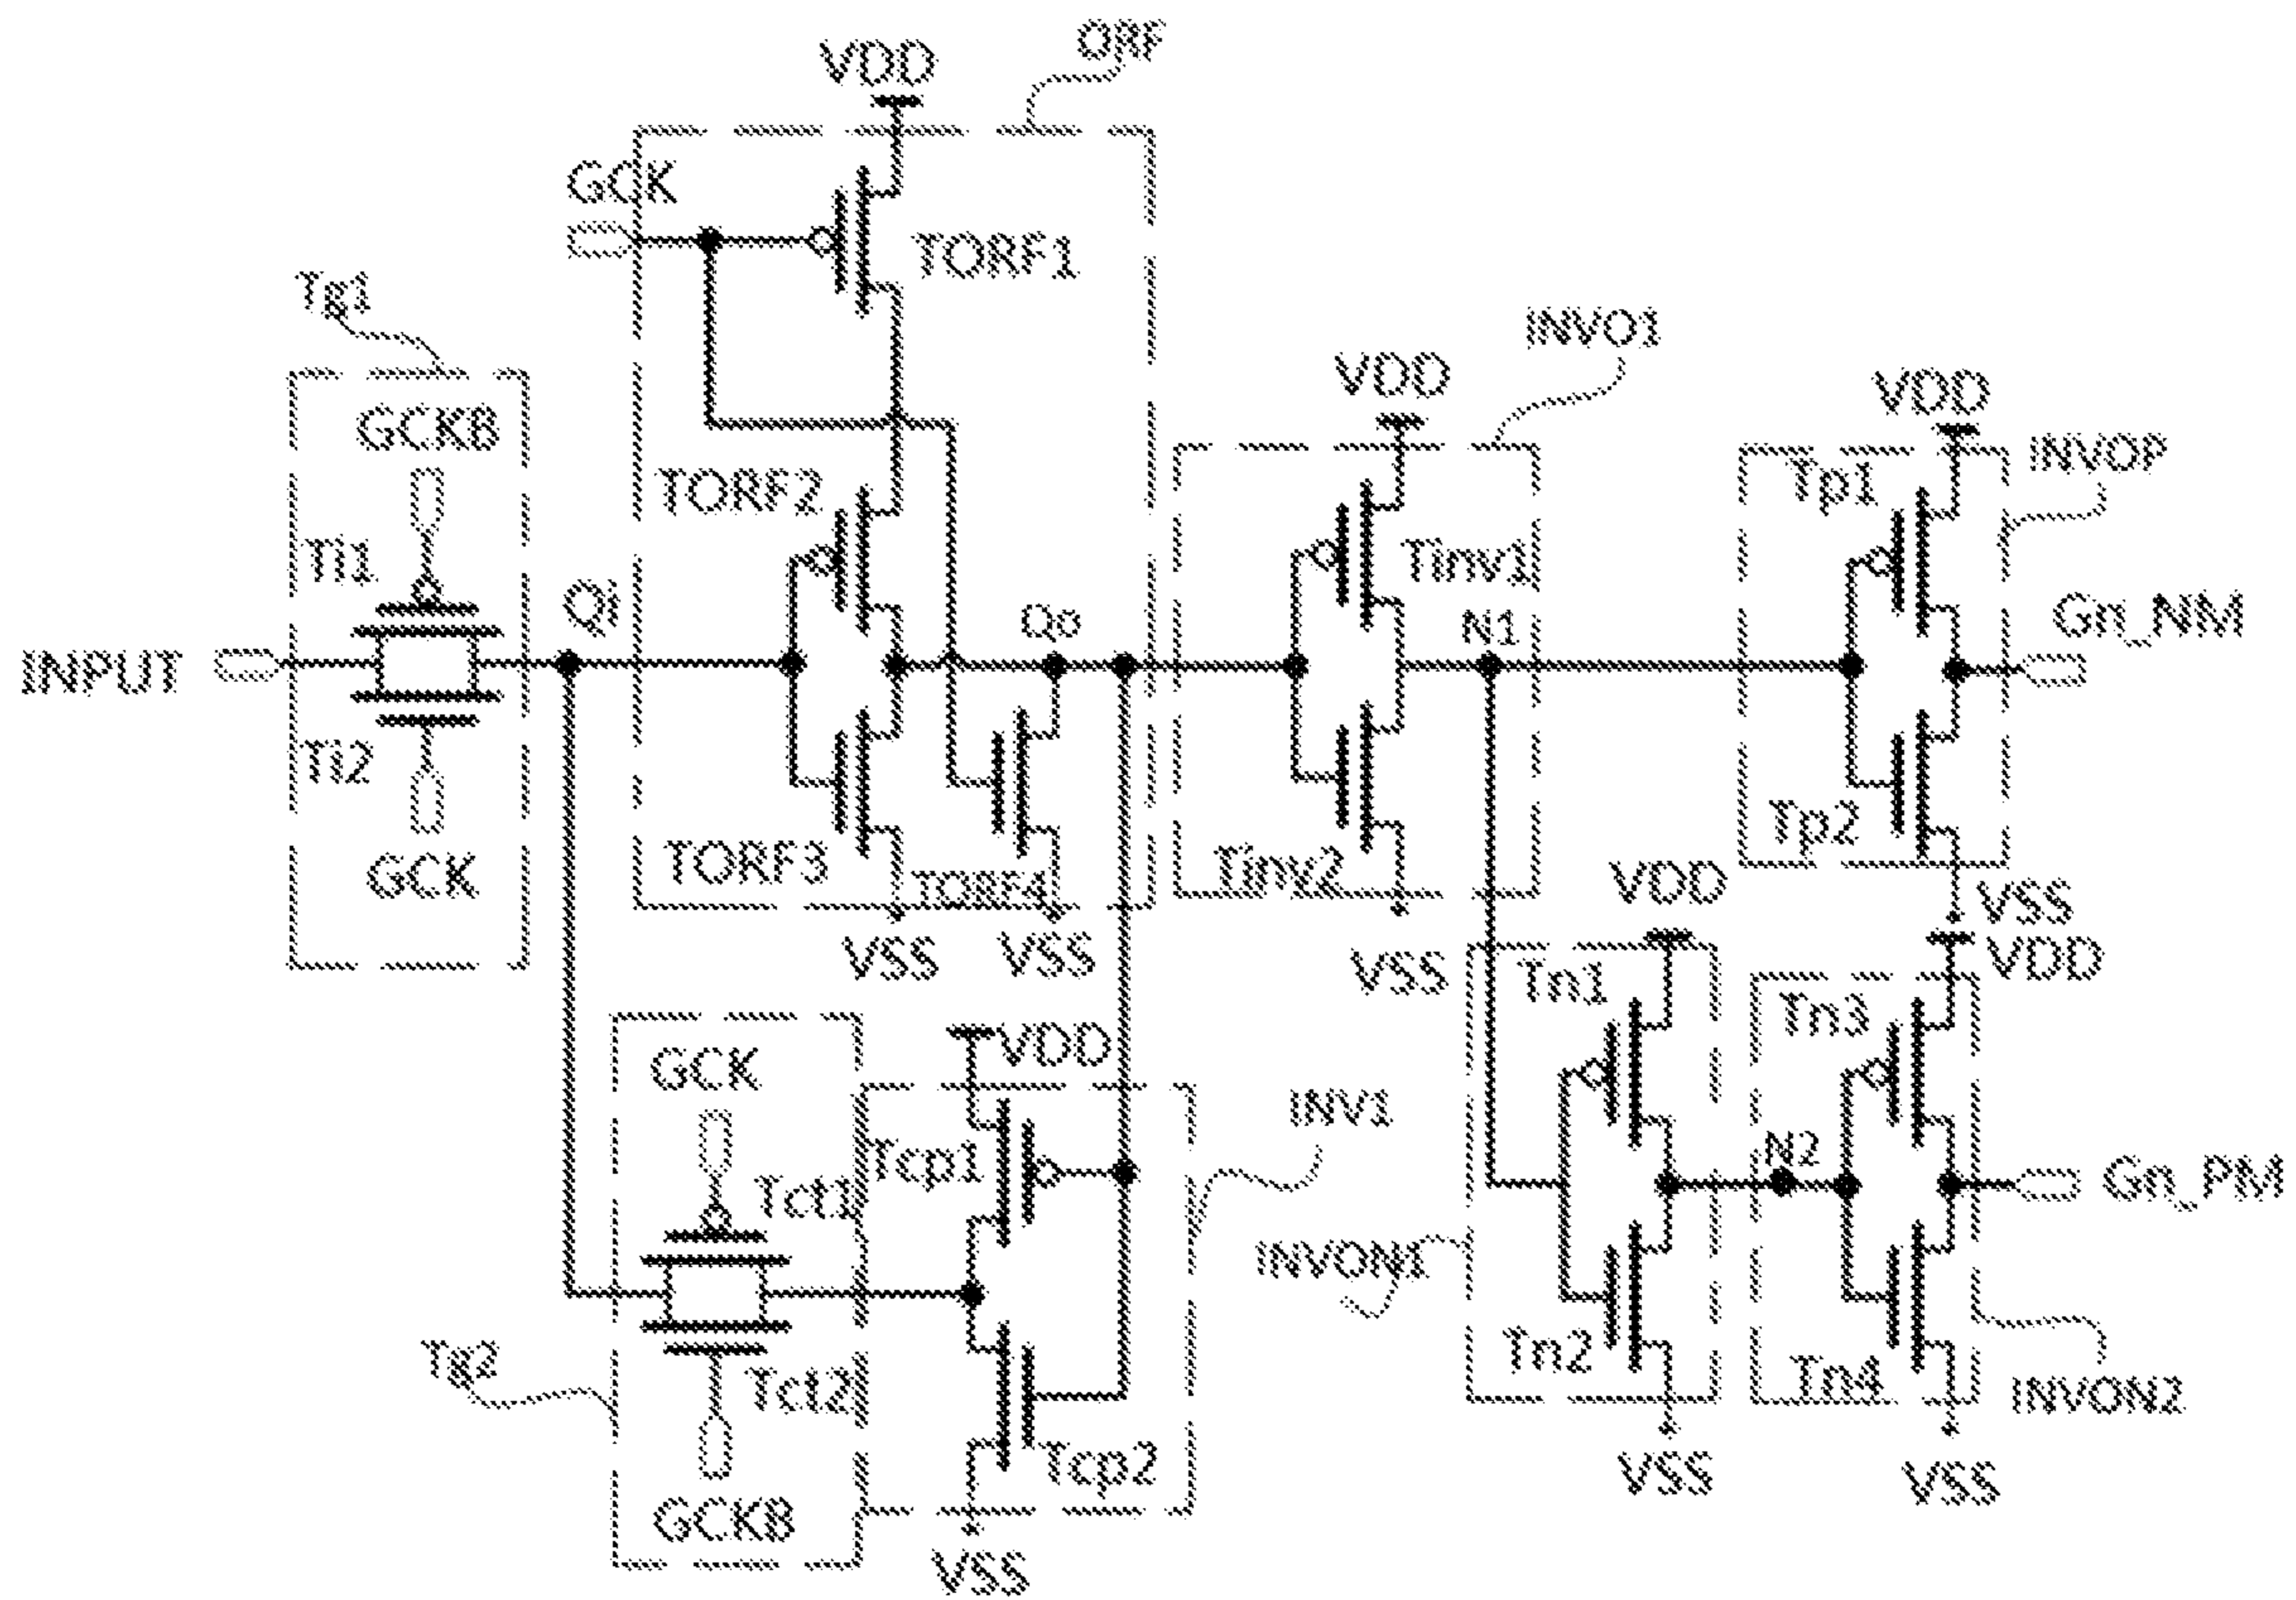 ORF
VDD
GCK
TORF1
Tg1
INVO1
VDD
VDD
GCKB
INVOP
Tp1
TORF2
Ti1
Tinv1
Qi
Qo
N1
Gn_NM
INPUT
Ti2
Tp2
TORF3
TORF4
Tinv2
GCK
VDD
VSS
VSS
VSS
VSS
VDD
Tn1
Tn3
GCK
VDD
INV1
Tcp1
Tct1
N2
Gn_PM
INVON1
Tg2
Tct2
Tn2
Tn4
INVON2
Tcp2
GCKB
VSS
VSS
VSS